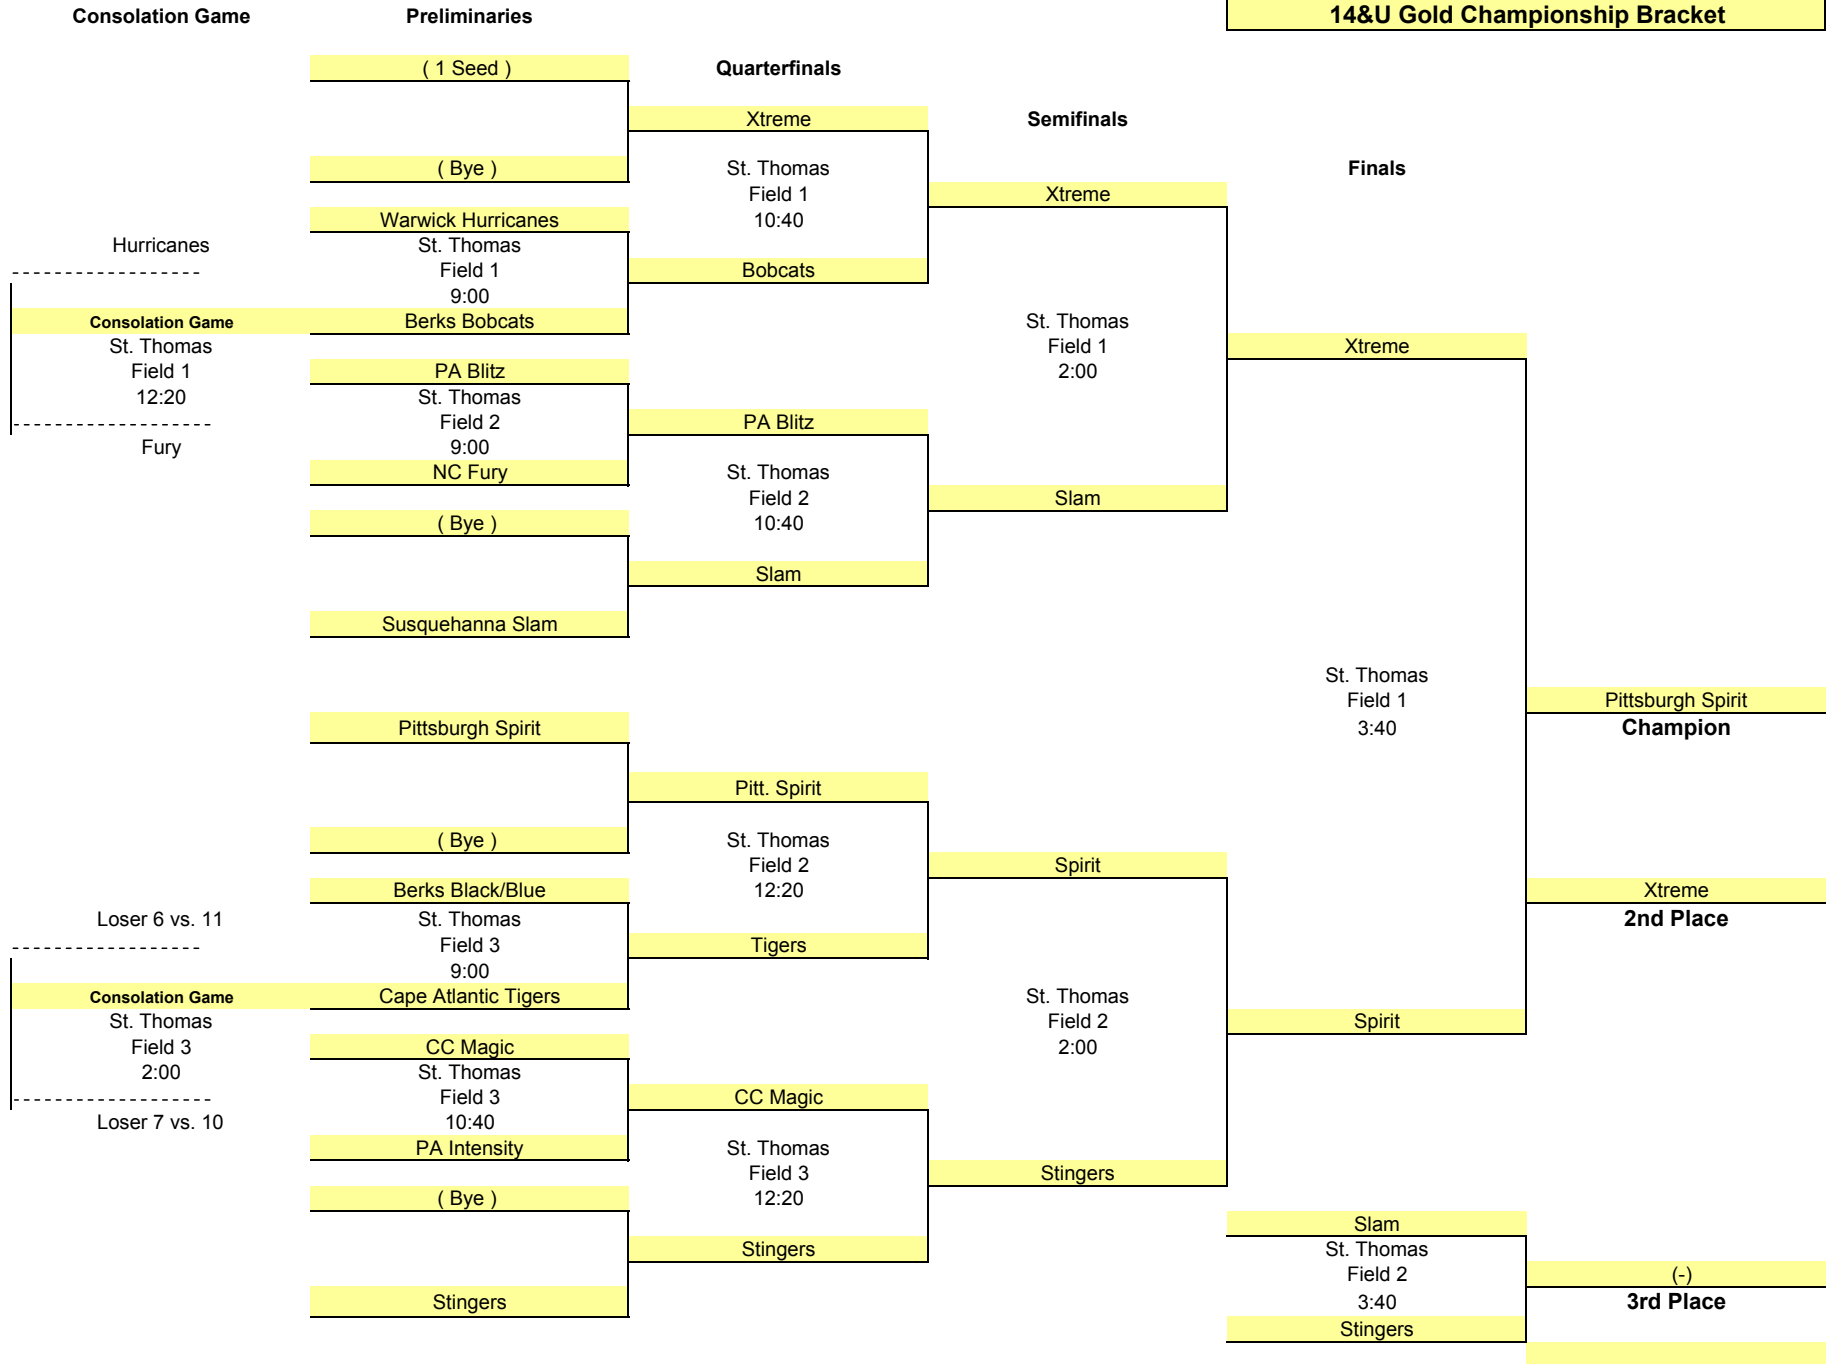 Consolation Game
Preliminaries
14&U Gold Championship Bracket
( 1 Seed )
Quarterfinals
Xtreme
Semifinals
( Bye )
St. Thomas
Finals
Field 1
Xtreme
10:40
Warwick Hurricanes
Hurricanes
St. Thomas
------------------
Field 1
Bobcats
9:00
Consolation Game
Berks Bobcats
St. Thomas
St. Thomas
Field 1
Xtreme
Field 1
PA Blitz
2:00
12:20
St. Thomas
-------------------
Field 2
PA Blitz
Fury
9:00
NC Fury
St. Thomas
Field 2
Slam
( Bye )
10:40
Slam
Susquehanna Slam
St. Thomas
Field 1
Pittsburgh Spirit
Pittsburgh Spirit
3:40
Champion
Pitt. Spirit
( Bye )
St. Thomas
Field 2
Spirit
Berks Black/Blue
12:20
Xtreme
Loser 6 vs. 11
St. Thomas
2nd Place
------------------
Field 3
Tigers
9:00
Consolation Game
Cape Atlantic Tigers
St. Thomas
St. Thomas
Field 2
Spirit
Field 3
CC Magic
2:00
2:00
St. Thomas
-------------------
Field 3
CC Magic
Loser 7 vs. 10
10:40
PA Intensity
St. Thomas
Field 3
Stingers
( Bye )
12:20
Slam
Stingers
St. Thomas
Field 2
(-)
Stingers
3:40
3rd Place
Stingers